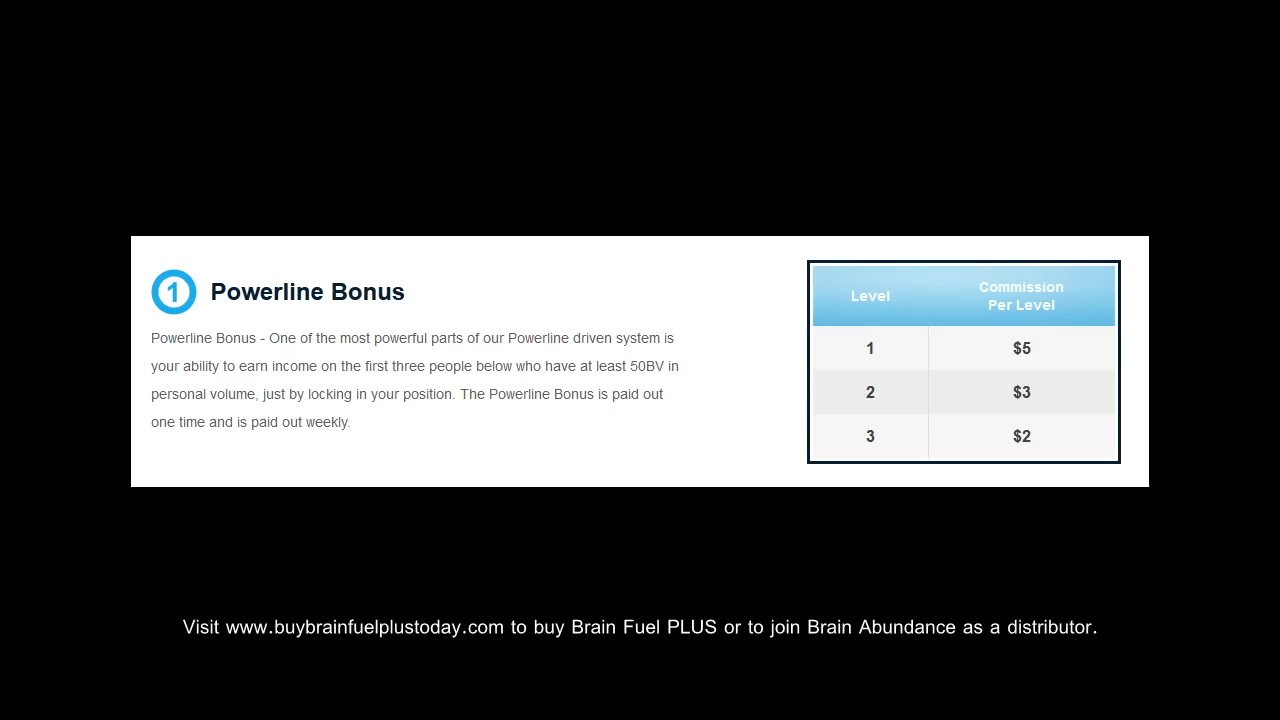 1 Powerline Bonus
Powerline Bonus - One of the most powerful parts of our Powerline driven system is
your ability to earn income on the first three people below who have at least 50BV in
personal volume, just by locking in your position. The Powerline Bonus is paid out
one time and is paid out weekly.
Level Commission
Per Level
1 $5
2 $3
3 $2
Visit www.buybrainfuelplustoday.com to buy Brain Fuel PLUS or to join Brain Abundance as a distributor.